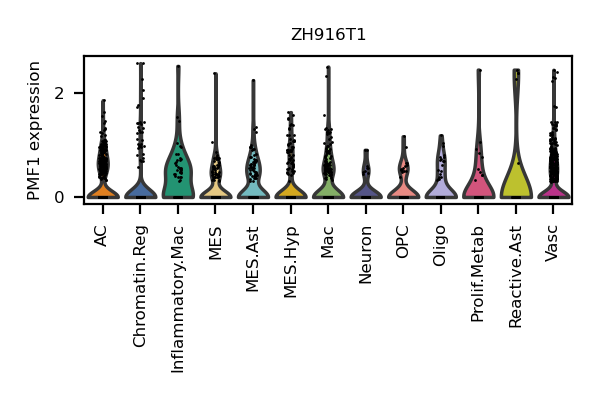 ZH916T1
PMF1 expression
2
0
AC
Chromatin.Reg
Inflammatory.Mac
MES
MES.Ast
MES.Hyp
Mac
Neuron
OPC
Oligo
Prolif.Metab
Reactive.Ast
Vasc